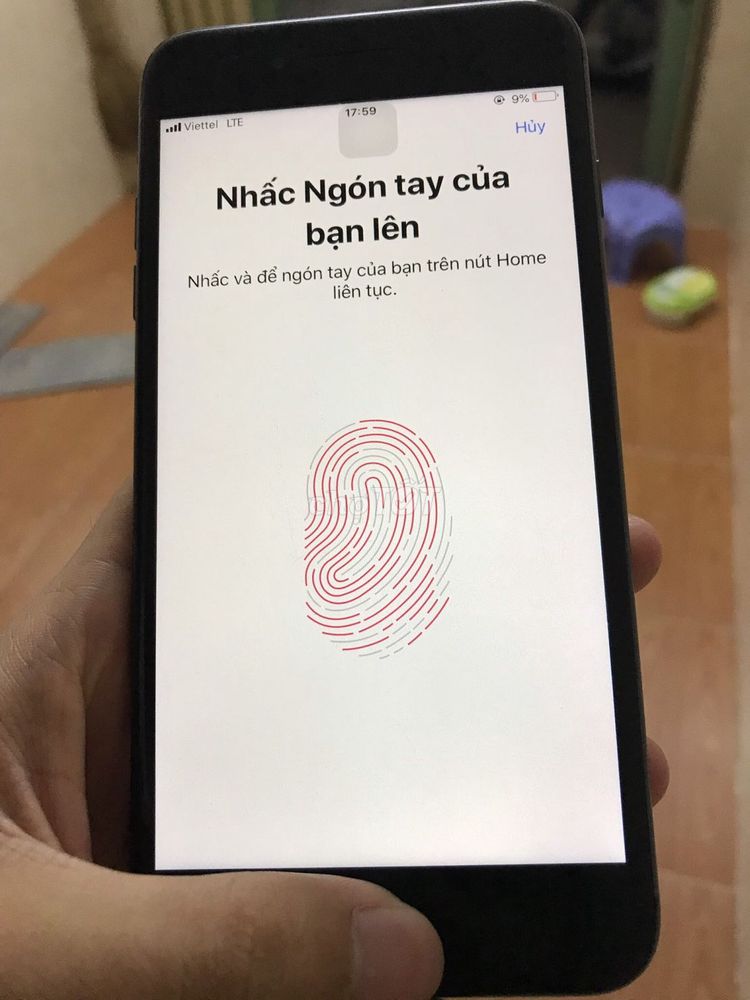 Viettel LTE
17:59
9%
Hủy
Nhấc Ngón tay của
bạn lên
Nhấc và để ngón tay của bạn trên nút Home
liên tục.
chợTỐT